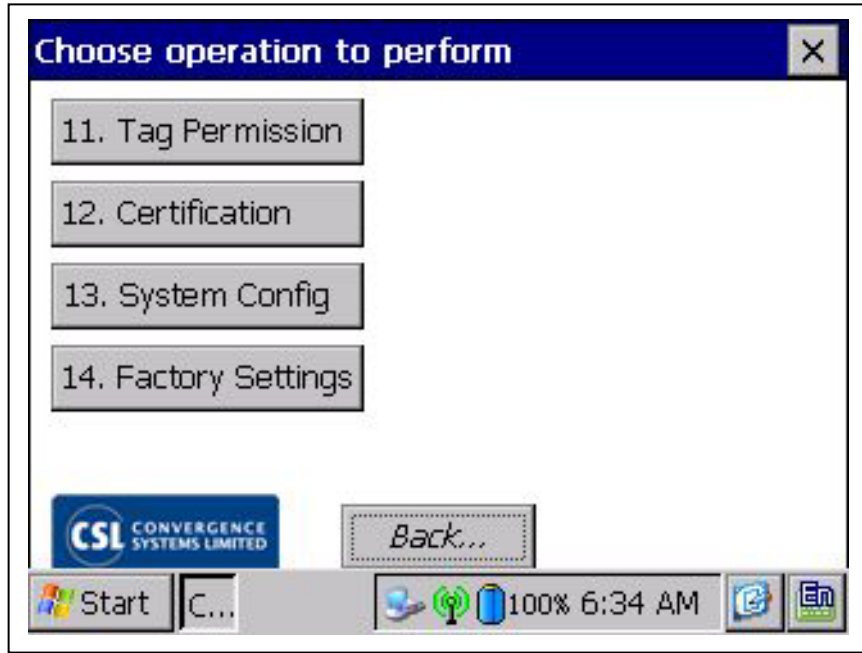 Choose operation to perform
11. Tag Permission
12. Certification
13. System Config
14. Factory Settings
CSL CONVERGENCE
SYSTEMS LIMITED
Back...
Start C... 100% 6:34 AM En